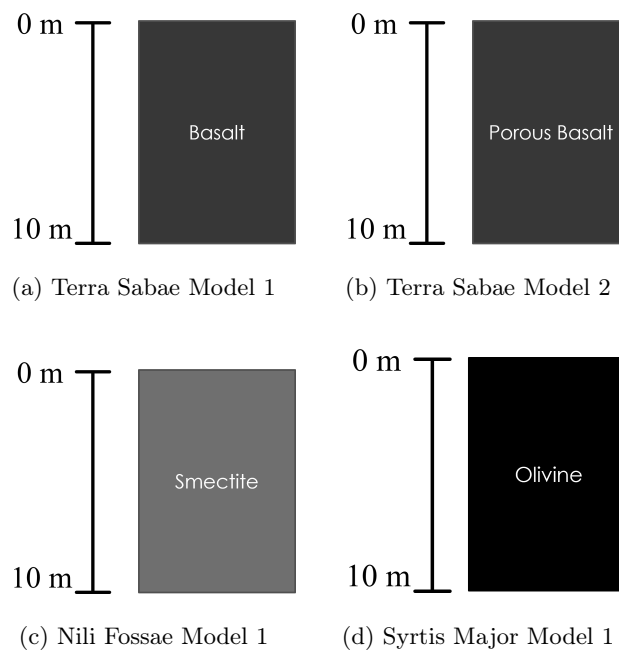 0 m
Basalt
10 m
(a) Terra Sabae Model 1
0 m
Porous Basalt
10 m
(b) Terra Sabae Model 2
0 m
Smectite
10 m
(c) Nili Fossae Model 1
0 m
Olivine
10 m
(d) Syrtis Major Model 1